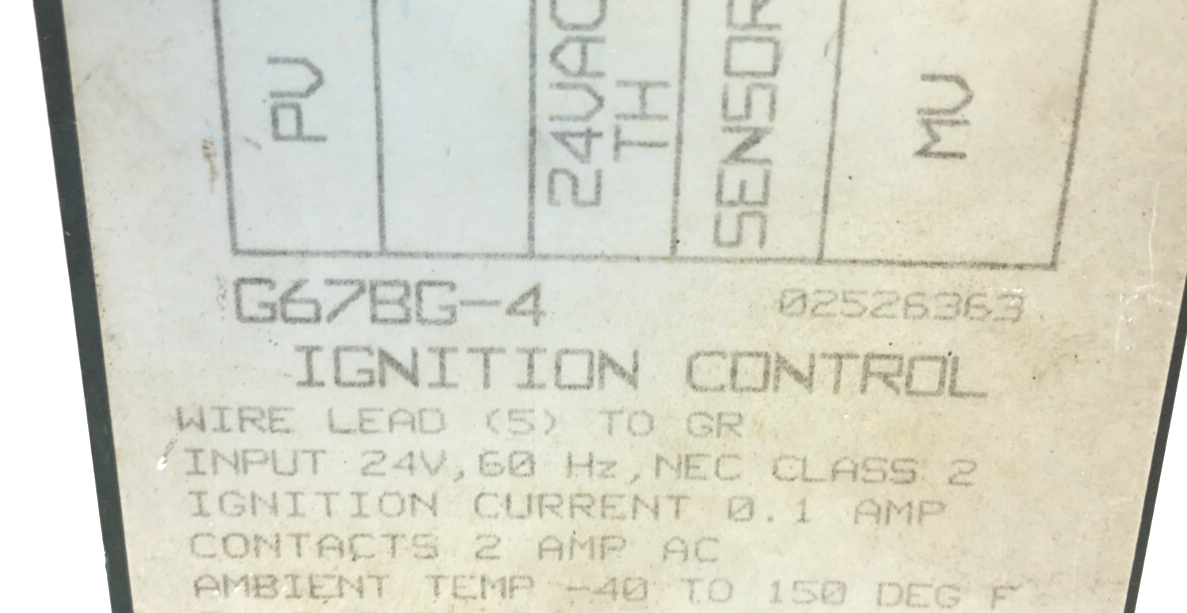 PV
24VAC
TH
SENSOR
MV
G67BG-4 02526363
IGNITION CONTROL
WIRE LEAD (5) TO GR
INPUT 24V,60 Hz,NEC CLASS 2
IGNITION CURRENT 0.1 AMP
CONTACTS 2 AMP AC
AMBIENT TEMP -40 TO 150 DEG F